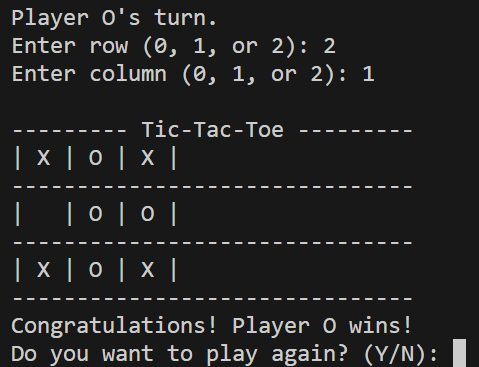 Player O's turn.
Enter row (0, 1, or 2): 2
Enter column (0, 1, or 2): 1
--------- Tic-Tac-Toe ---------
| X | O | X |
-------------------------------
|   | O | O |
-------------------------------
| X | O | X |
-------------------------------
Congratulations! Player O wins!
Do you want to play again? (Y/N):